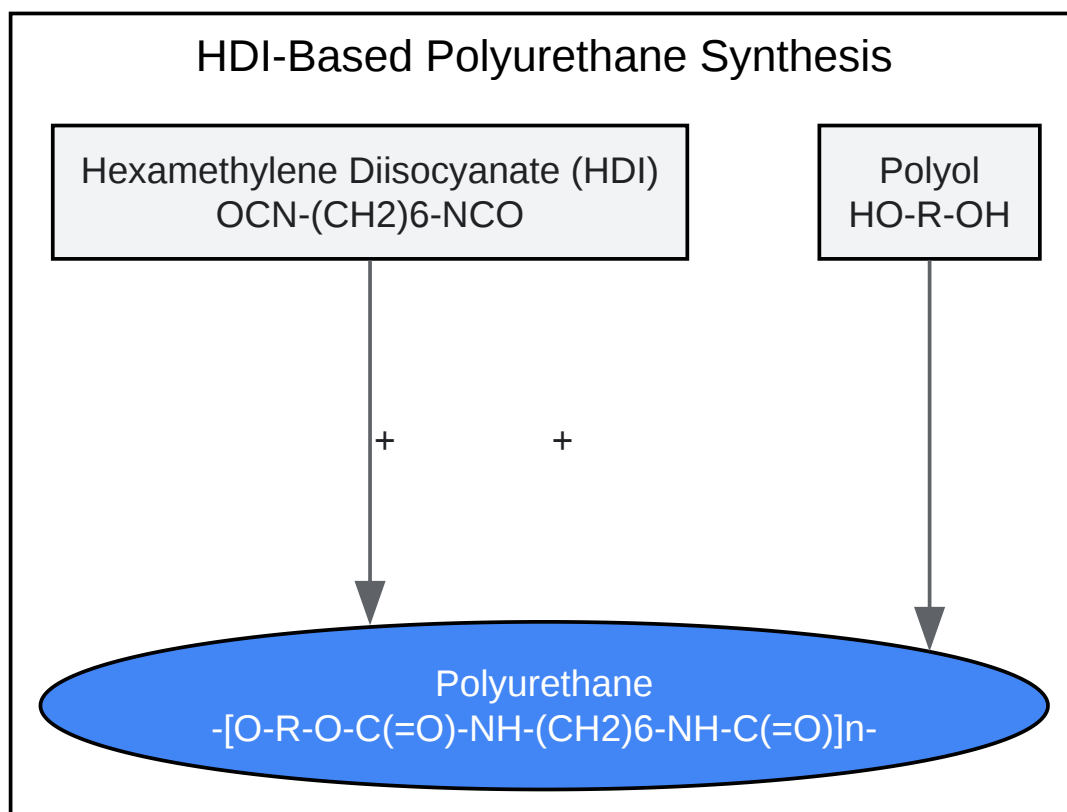 HDI-Based Polyurethane Synthesis
Hexamethylene Diisocyanate (HDI)
OCN-(CH2)6-NCO
Polyol
HO-R-OH
+ +
Polyurethane
-[O-R-O-C(=O)-NH-(CH2)6-NH-C(=O)]n-